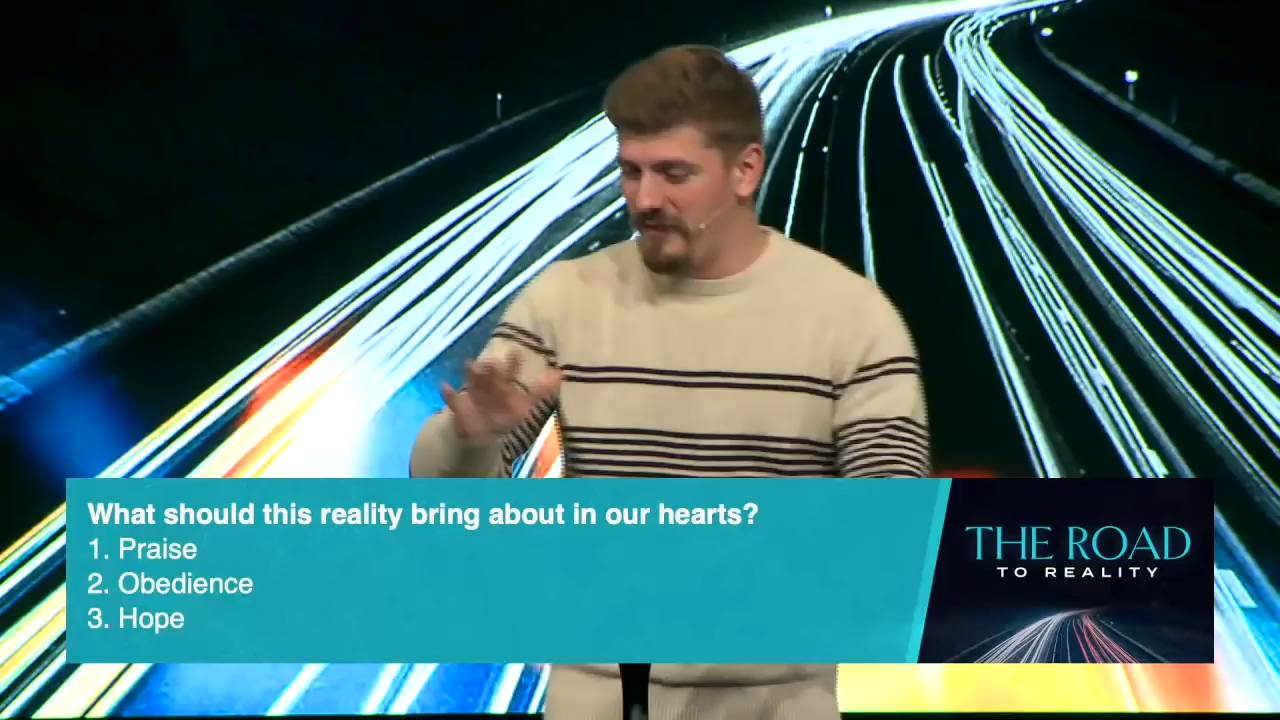 What should this reality bring about in our hearts?
1. Praise
2. Obedience
3. Hope
THE ROAD
TO REALITY